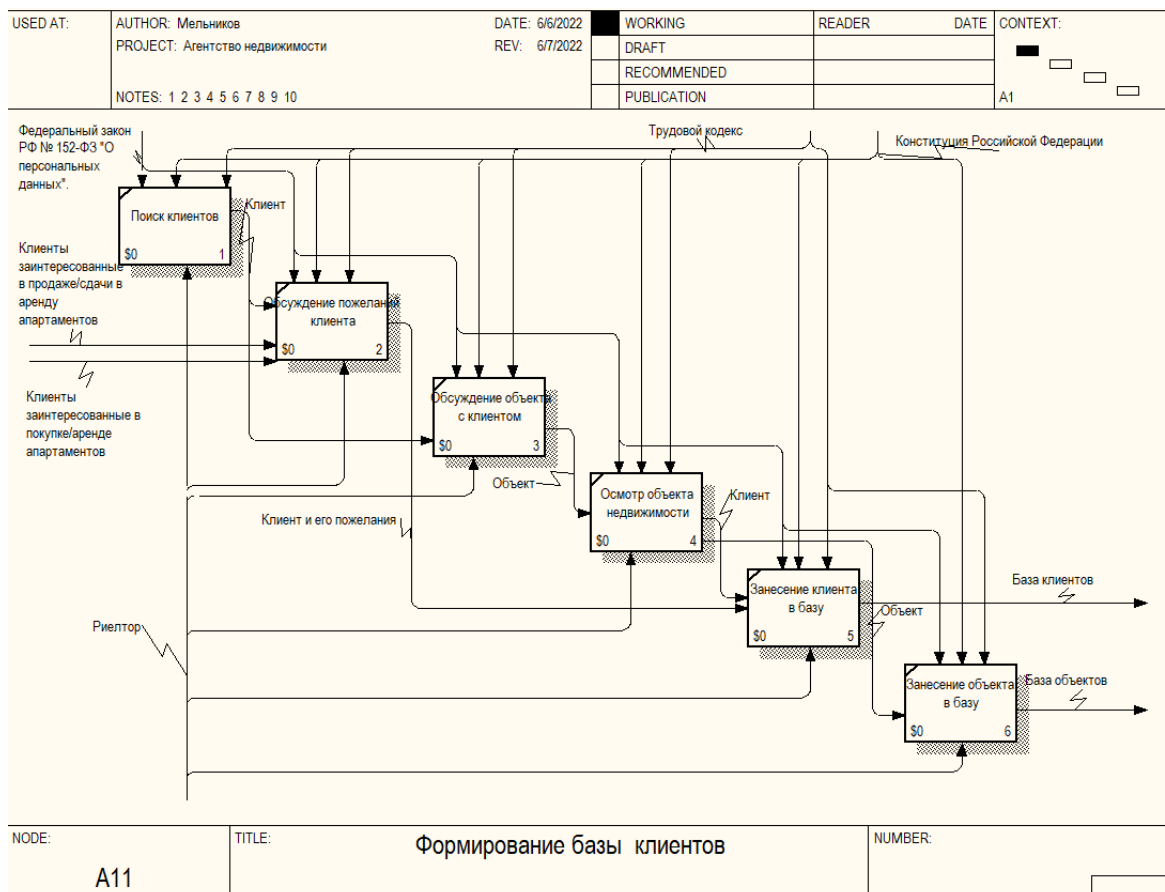 USED AT:
AUTHOR: Мельников
DATE: 6/6/2022
PROJECT: Агентство недвижимости
REV: 6/7/2022
NOTES: 1 2 3 4 5 6 7 8 9 10
WORKING
DRAFT
RECOMMENDED
PUBLICATION
READER
DATE
CONTEXT:
A1
Федеральный закон
РФ № 152-ФЗ "О
персональных
данных".
Трудовой кодекс
Конституция Российской Федерации
Поиск клиентов
$0
1
Клиент
Клиенты
заинтересованные
в продаже/сдачи в
аренду
апартаментов
Обсуждение пожеланий
клиента
$0
2
Клиенты
заинтересованные в
покупке/аренде
апартаментов
Обсуждение объекта
с клиентом
$0
3
Объект
Осмотр объекта
недвижимости
$0
4
Клиент
Клиент и его пожелания
Занесение клиента
в базу
$0
5
База клиентов
Объект
Риелтор
Занесение объекта
в базу
$0
6
База объектов
NODE:
A11
TITLE:
Формирование базы клиентов
NUMBER: